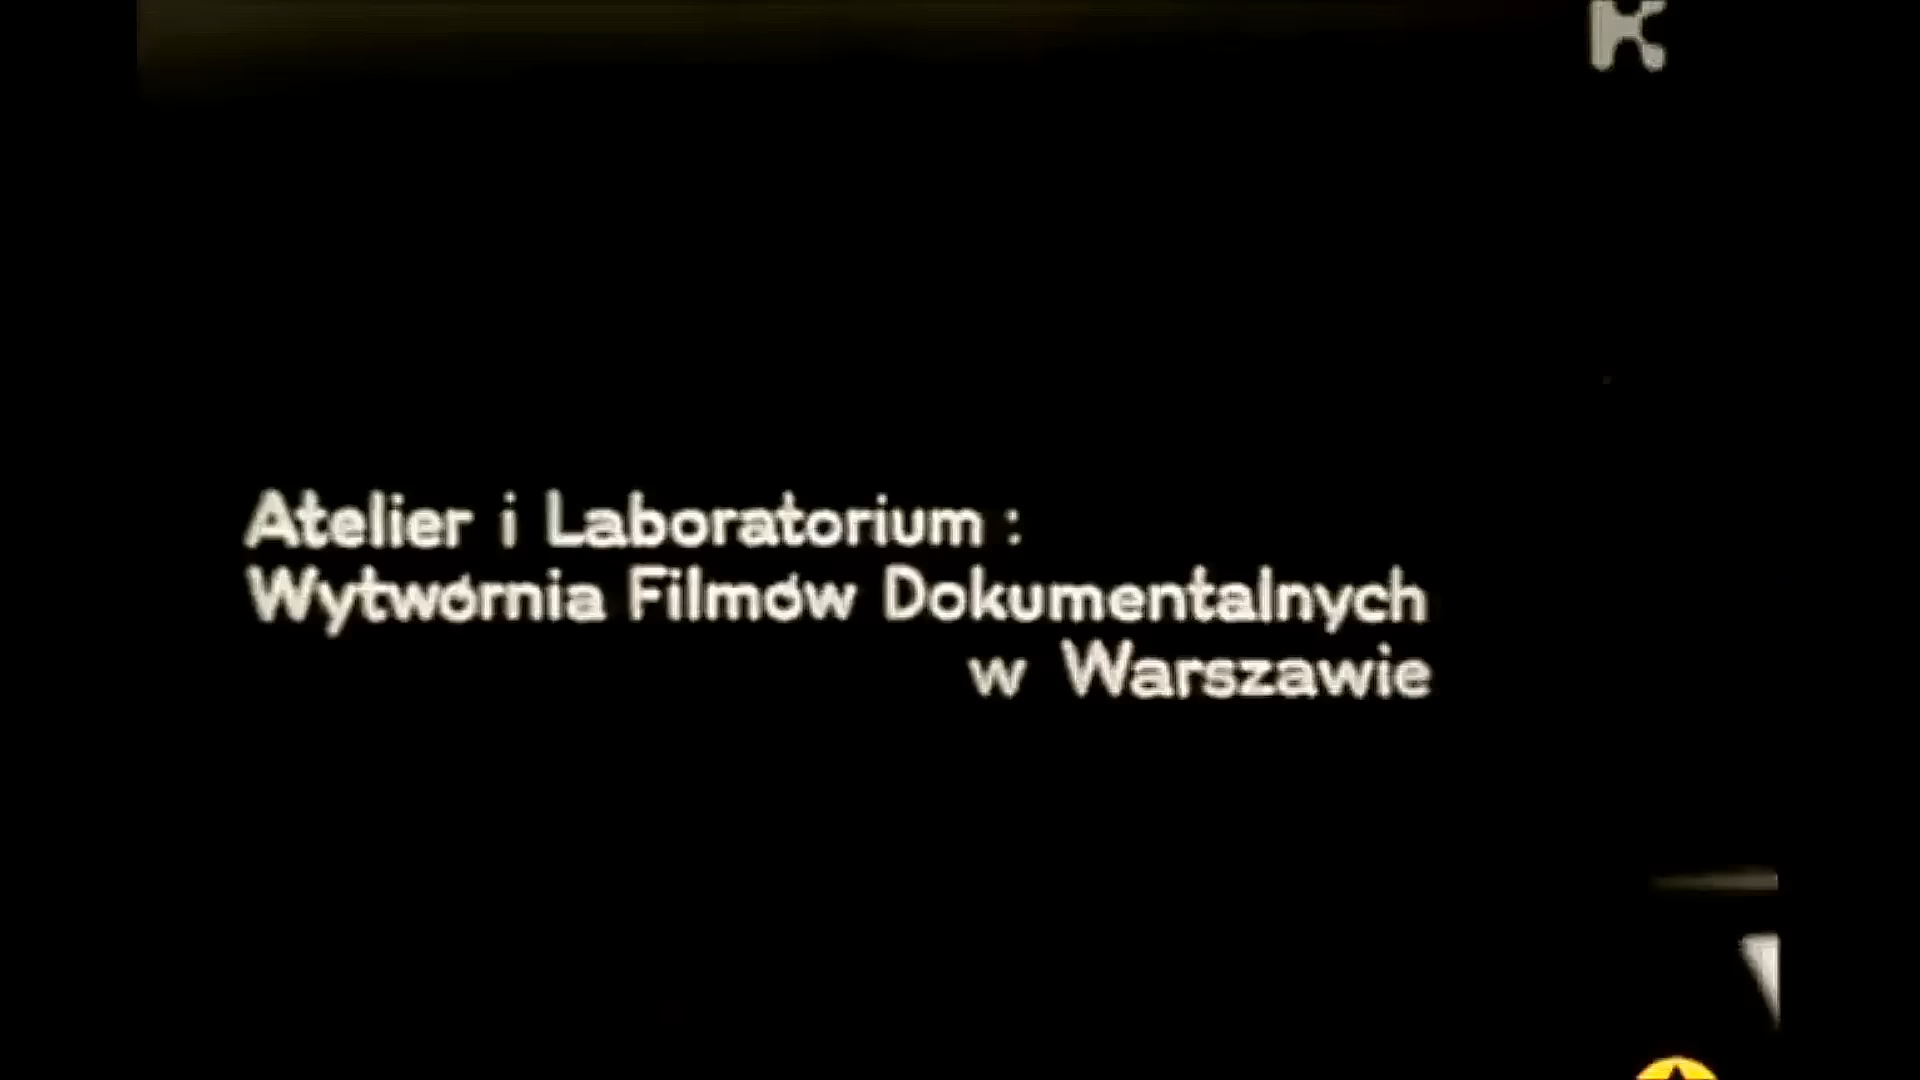 K
Atelier i Laboratorium :
Wytwórnia Filmów Dokumentalnych
w Warszawie